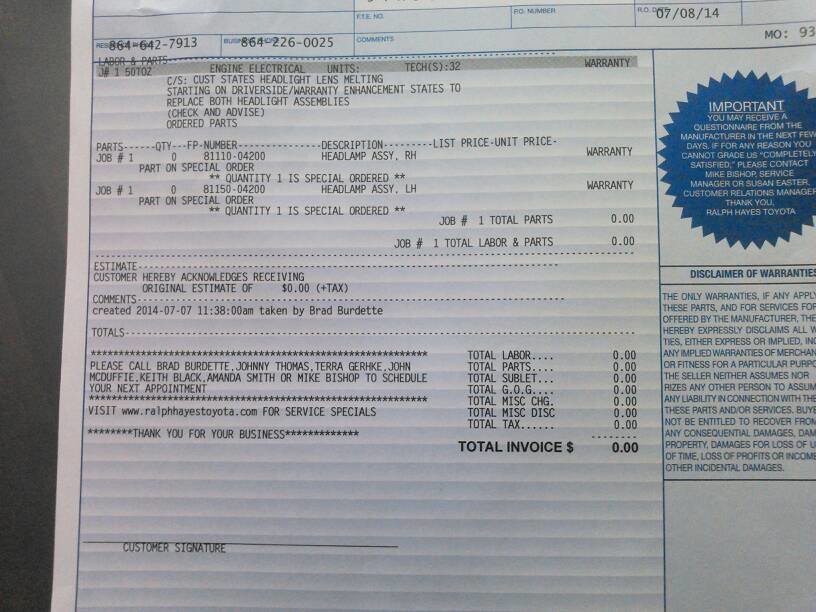 F.T.E. NO.
P.O. NUMBER
R.O. DATE
07/08/14
864-642-7913
BUSINESS PHONE
864-226-0025
COMMENTS
MO: 93
LABOR & PARTS
J# 1 50TOZ ENGINE ELECTRICAL UNITS: TECH(S):32 WARRANTY
C/S: CUST STATES HEADLIGHT LENS MELTING
STARTING ON DRIVERSIDE/WARRANTY ENHANCEMENT STATES TO
REPLACE BOTH HEADLIGHT ASSEMBLIES
(CHECK AND ADVISE)
ORDERED PARTS
PARTS------QTY---FP-NUMBER---------------DESCRIPTION---------LIST PRICE-UNIT PRICE-
JOB # 1 0 81110-04200 HEADLAMP ASSY, RH WARRANTY
PART ON SPECIAL ORDER
** QUANTITY 1 IS SPECIAL ORDERED **
JOB # 1 0 81150-04200 HEADLAMP ASSY, LH WARRANTY
PART ON SPECIAL ORDER
** QUANTITY 1 IS SPECIAL ORDERED **
JOB # 1 TOTAL PARTS 0.00
JOB # 1 TOTAL LABOR & PARTS 0.00
ESTIMATE
CUSTOMER HEREBY ACKNOWLEDGES RECEIVING
ORIGINAL ESTIMATE OF $0.00 (+TAX)
COMMENTS
created 2014-07-07 11:38:00am taken by Brad Burdette
TOTALS
PLEASE CALL BRAD BURDETTE,JOHNNY THOMAS,TERRA GERHKE,JOHN
MCDUFFIE,KEITH BLACK,AMANDA SMITH OR MIKE BISHOP TO SCHEDULE
YOUR NEXT APPOINTMENT
VISIT www.ralphhayestoyota.com FOR SERVICE SPECIALS
********THANK YOU FOR YOUR BUSINESS*************
TOTAL LABOR.... 0.00
TOTAL PARTS.... 0.00
TOTAL SUBLET... 0.00
TOTAL G.O.G.... 0.00
TOTAL MISC CHG. 0.00
TOTAL MISC DISC 0.00
TOTAL TAX...... 0.00
TOTAL INVOICE $ 0.00
CUSTOMER SIGNATURE
IMPORTANT
YOU MAY RECEIVE A
QUESTIONNAIRE FROM THE
MANUFACTURER IN THE NEXT FEW
DAYS. IF FOR ANY REASON YOU
CANNOT GRADE US "COMPLETELY
SATISFIED," PLEASE CONTACT
MIKE BISHOP, SERVICE
MANAGER OR SUSAN EASTER,
CUSTOMER RELATIONS MANAGER
THANK YOU,
RALPH HAYES TOYOTA
DISCLAIMER OF WARRANTIES
THE ONLY WARRANTIES, IF ANY APPLY
THESE PARTS, AND FOR SERVICES FOR
OFFERED BY THE MANUFACTURER, THE
HEREBY EXPRESSLY DISCLAIMS ALL W
TIES, EITHER EXPRESS OR IMPLIED, INC
ANY IMPLIED WARRANTIES OF MERCHAN
OR FITNESS FOR A PARTICULAR PURPO
THE SELLER NEITHER ASSUMES NOR
RIZES ANY OTHER PERSON TO ASSUM
ANY LIABILITY IN CONNECTION WITH THE
THESE PARTS AND/OR SERVICES. BUYE
NOT BE ENTITLED TO RECOVER FROM
ANY CONSEQUENTIAL DAMAGES, DAM
PROPERTY, DAMAGES FOR LOSS OF U
OF TIME, LOSS OF PROFITS OR INCOME
OTHER INCIDENTAL DAMAGES.